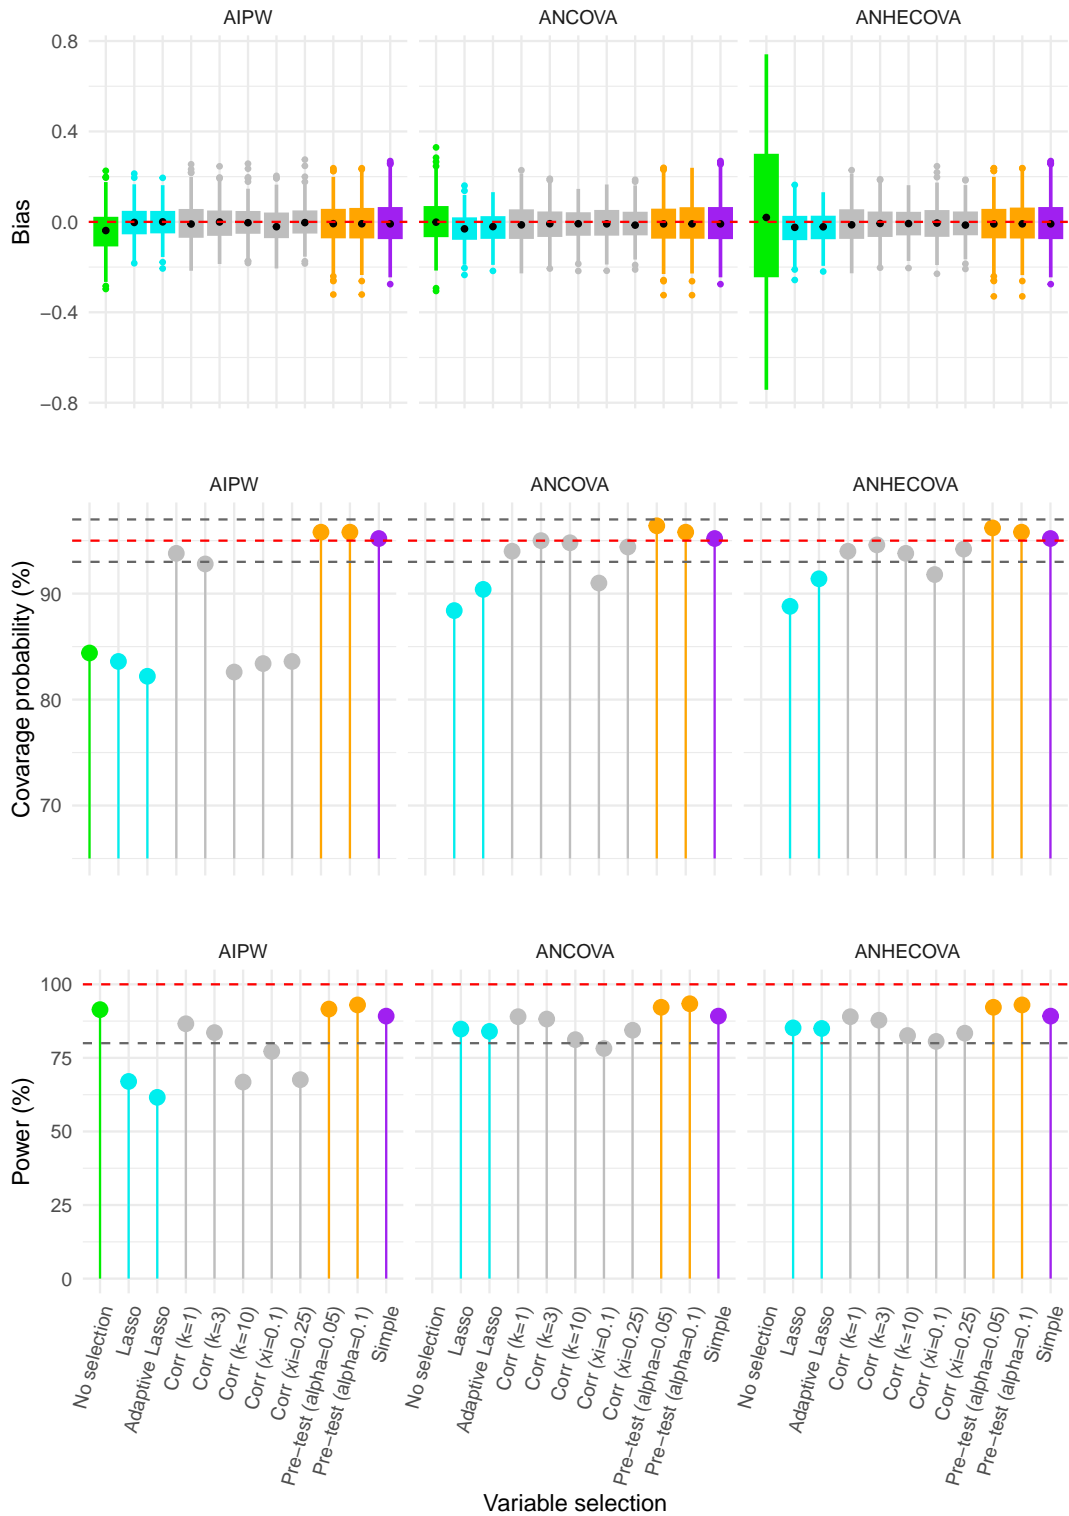 AIPW ANCOVA ANHECOVA
0.8
0.4
0.0
−0.4
−0.8
Bias
AIPW ANCOVA ANHECOVA
90
80
70
Covarage probability (%)
AIPW ANCOVA ANHECOVA
100
75
50
25
0
Power (%)
No selection Lasso Adaptive Lasso Corr (k=1) Corr (k=3) Corr (k=10) Corr (xi=0.1) Corr (xi=0.25) Pre−test (alpha=0.05) Pre−test (alpha=0.1) Simple
No selection Lasso Adaptive Lasso Corr (k=1) Corr (k=3) Corr (k=10) Corr (xi=0.1) Corr (xi=0.25) Pre−test (alpha=0.05) Pre−test (alpha=0.1) Simple
No selection Lasso Adaptive Lasso Corr (k=1) Corr (k=3) Corr (k=10) Corr (xi=0.1) Corr (xi=0.25) Pre−test (alpha=0.05) Pre−test (alpha=0.1) Simple
Variable selection